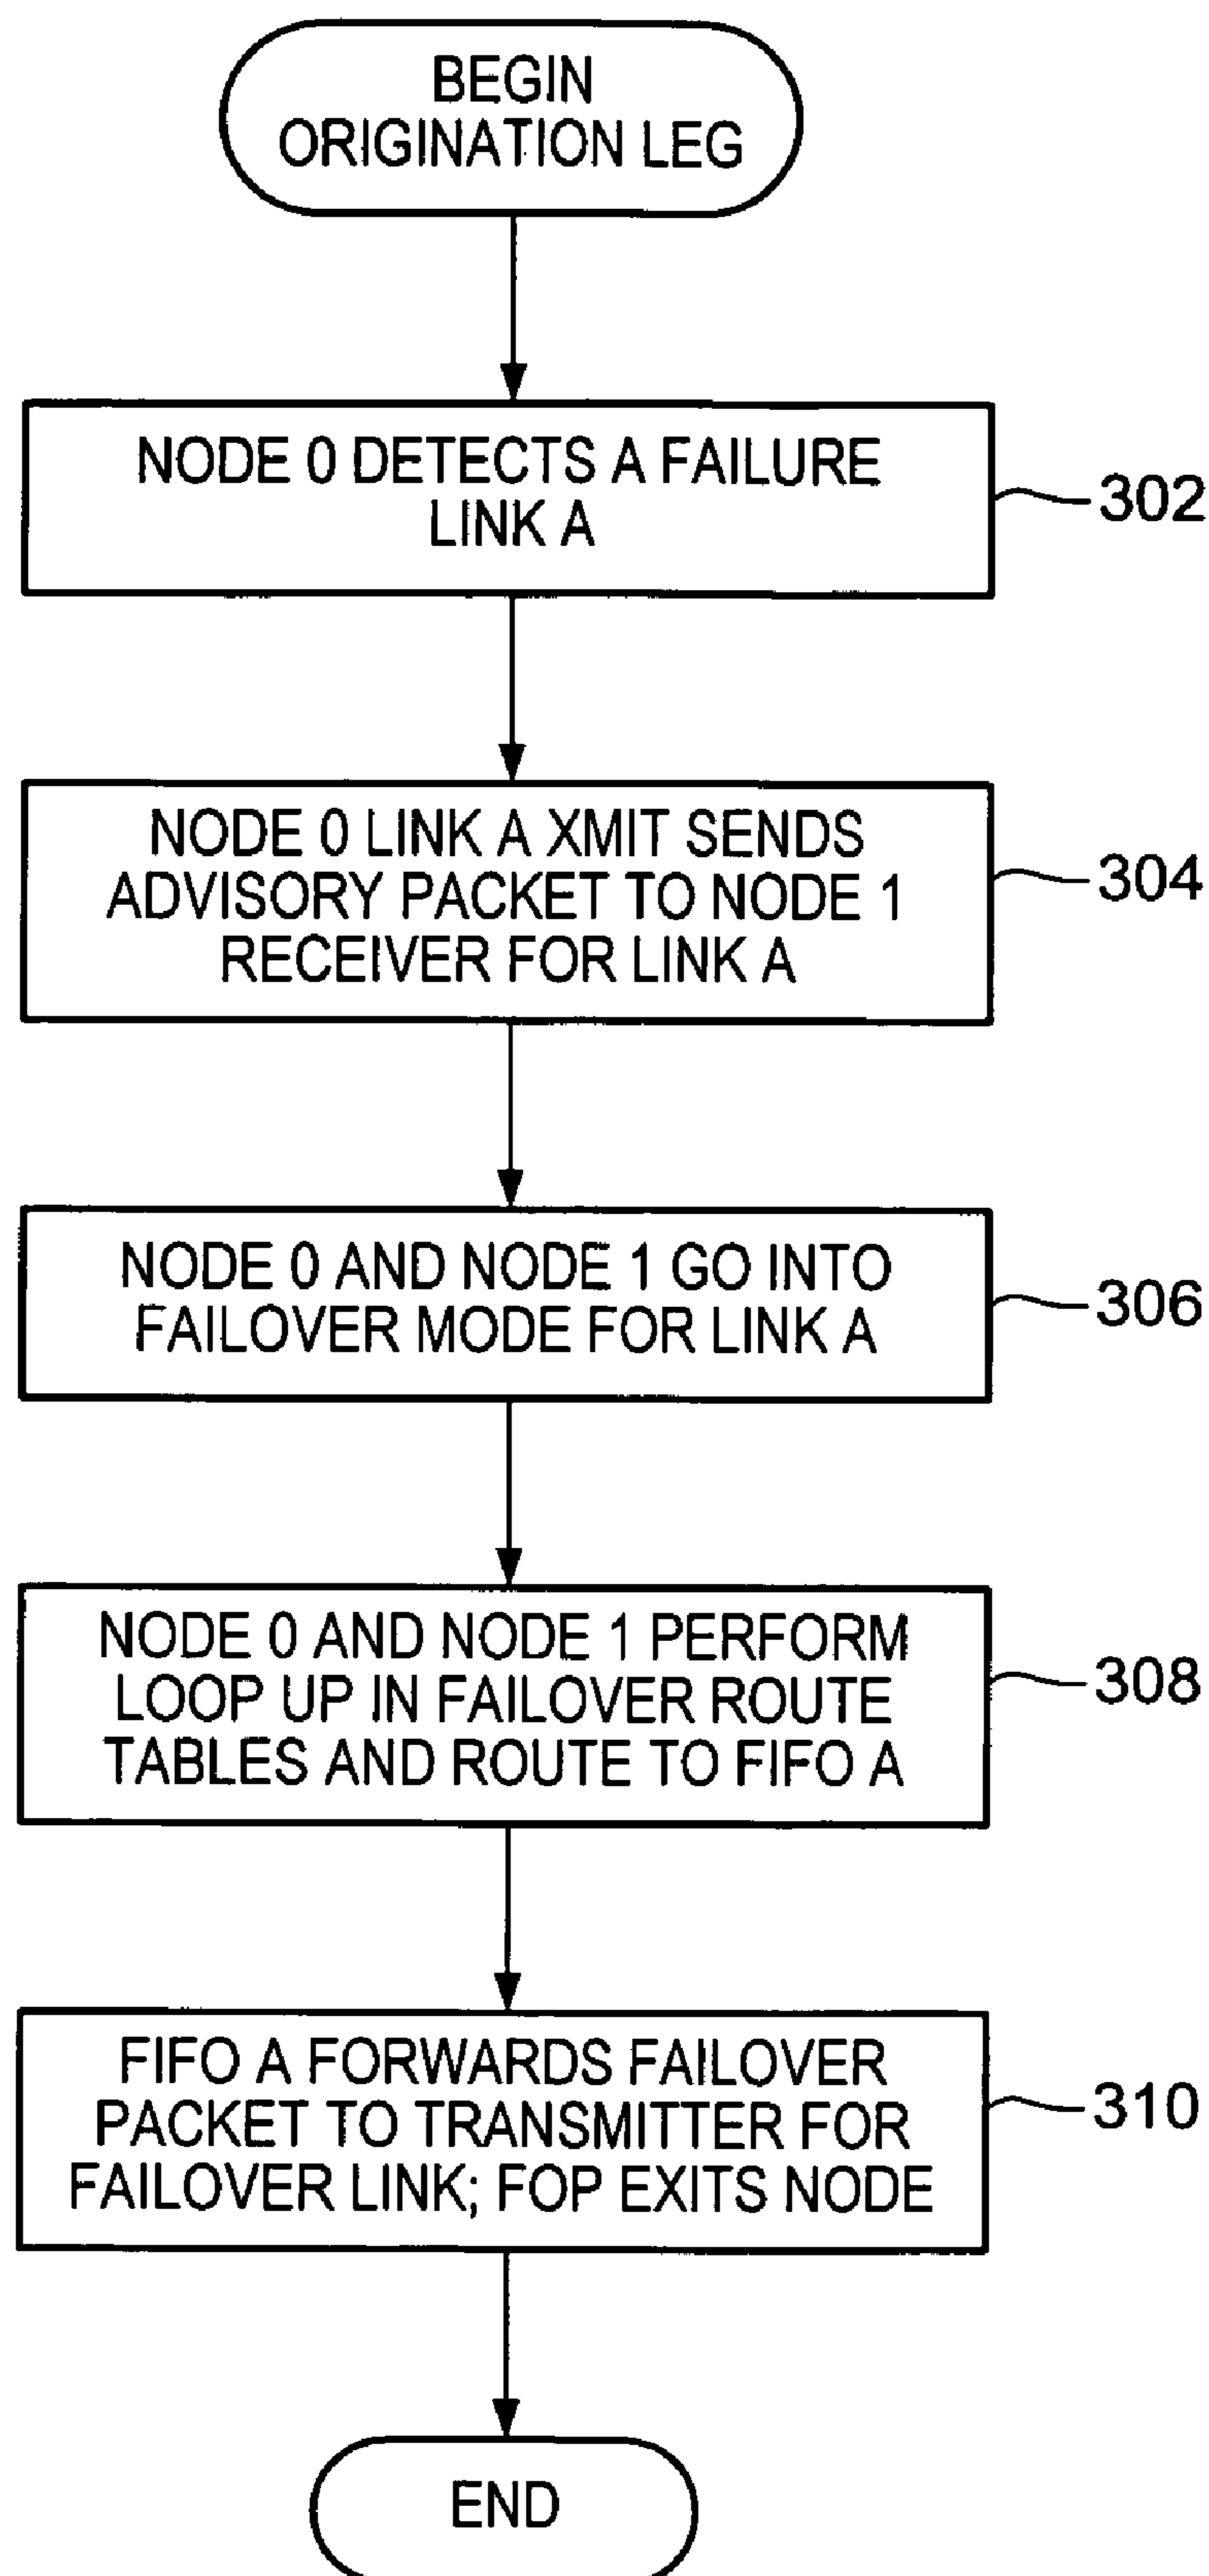 BEGIN
ORIGINATION LEG
NODE 0 DETECTS A FAILURE
LINK A
302
NODE 0 LINK A XMIT SENDS
ADVISORY PACKET TO NODE 1
RECEIVER FOR LINK A
304
NODE 0 AND NODE 1 GO INTO
FAILOVER MODE FOR LINK A
306
NODE 0 AND NODE 1 PERFORM
LOOP UP IN FAILOVER ROUTE
TABLES AND ROUTE TO FIFO A
308
FIFO A FORWARDS FAILOVER
PACKET TO TRANSMITTER FOR
FAILOVER LINK; FOP EXITS NODE
310
END